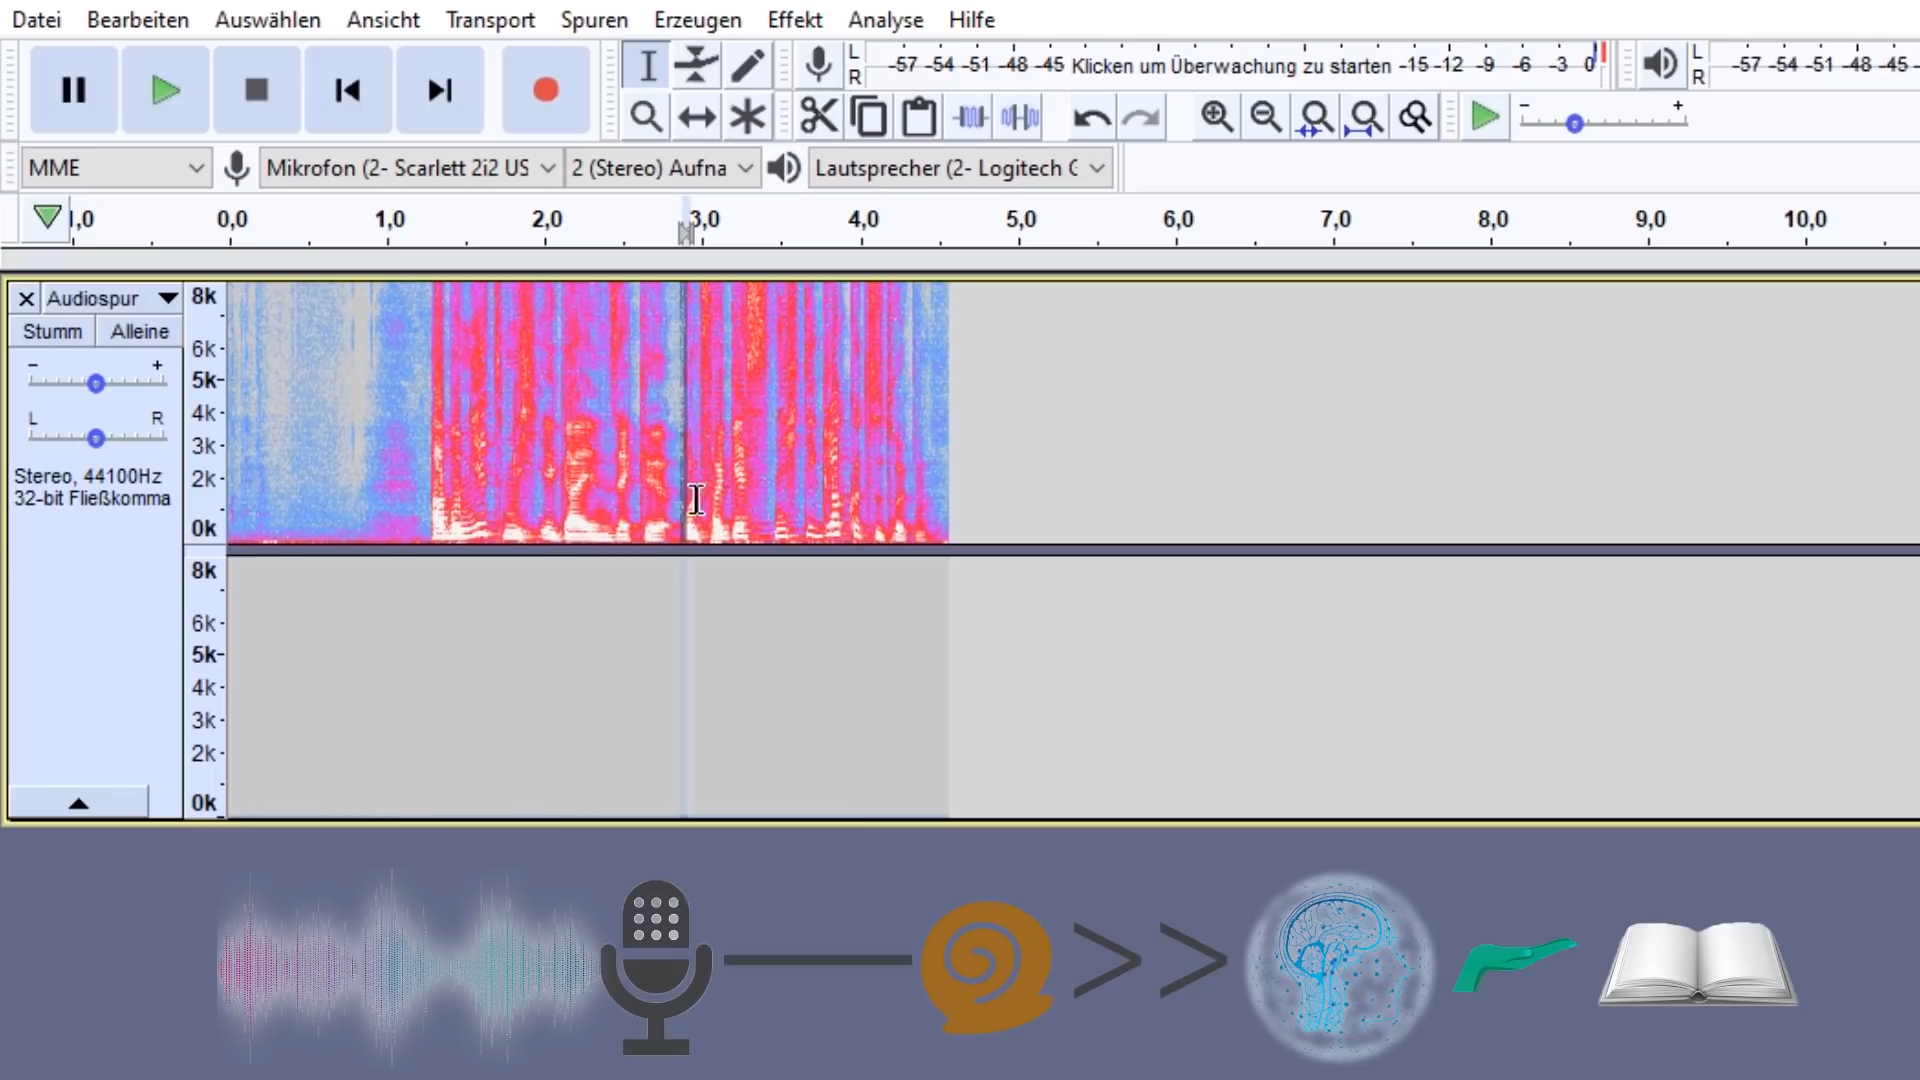 Datei Bearbeiten Auswählen Ansicht Transport Spuren Erzeugen Effekt Analyse Hilfe
L
R
-57 -54 -51 -48 -45 Klicken um Überwachung zu starten -15 -12 -9 -6 -3 0
L
R
-57 -54 -51 -48 -45 -
- +
MME
Mikrofon (2- Scarlett 2i2 US
2 (Stereo) Aufna
Lautsprecher (2- Logitech G
1,0 0,0 1,0 2,0 3,0 4,0 5,0 6,0 7,0 8,0 9,0 10,0
Audiospur
Stumm Alleine
- +
L R
Stereo, 44100Hz
32-bit Fließkomma
8k
6k
5k
4k
3k
2k
0k
8k
6k
5k
4k
3k
2k
0k